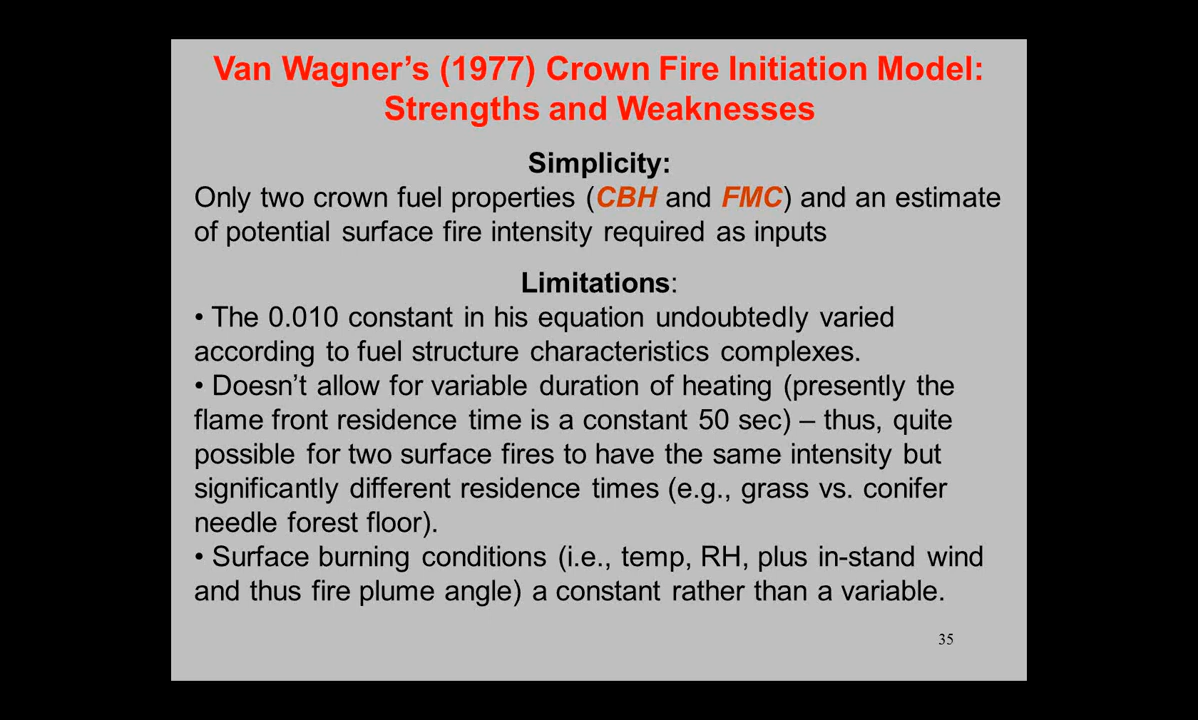 Van Wagner’s (1977) Crown Fire Initiation Model:
Strengths and Weaknesses
Simplicity:
Only two crown fuel properties (CBH and FMC) and an estimate
of potential surface fire intensity required as inputs
Limitations:
• The 0.010 constant in his equation undoubtedly varied
according to fuel structure characteristics complexes.
• Doesn’t allow for variable duration of heating (presently the
flame front residence time is a constant 50 sec) – thus, quite
possible for two surface fires to have the same intensity but
significantly different residence times (e.g., grass vs. conifer
needle forest floor).
• Surface burning conditions (i.e., temp, RH, plus in-stand wind
and thus fire plume angle) a constant rather than a variable.
35